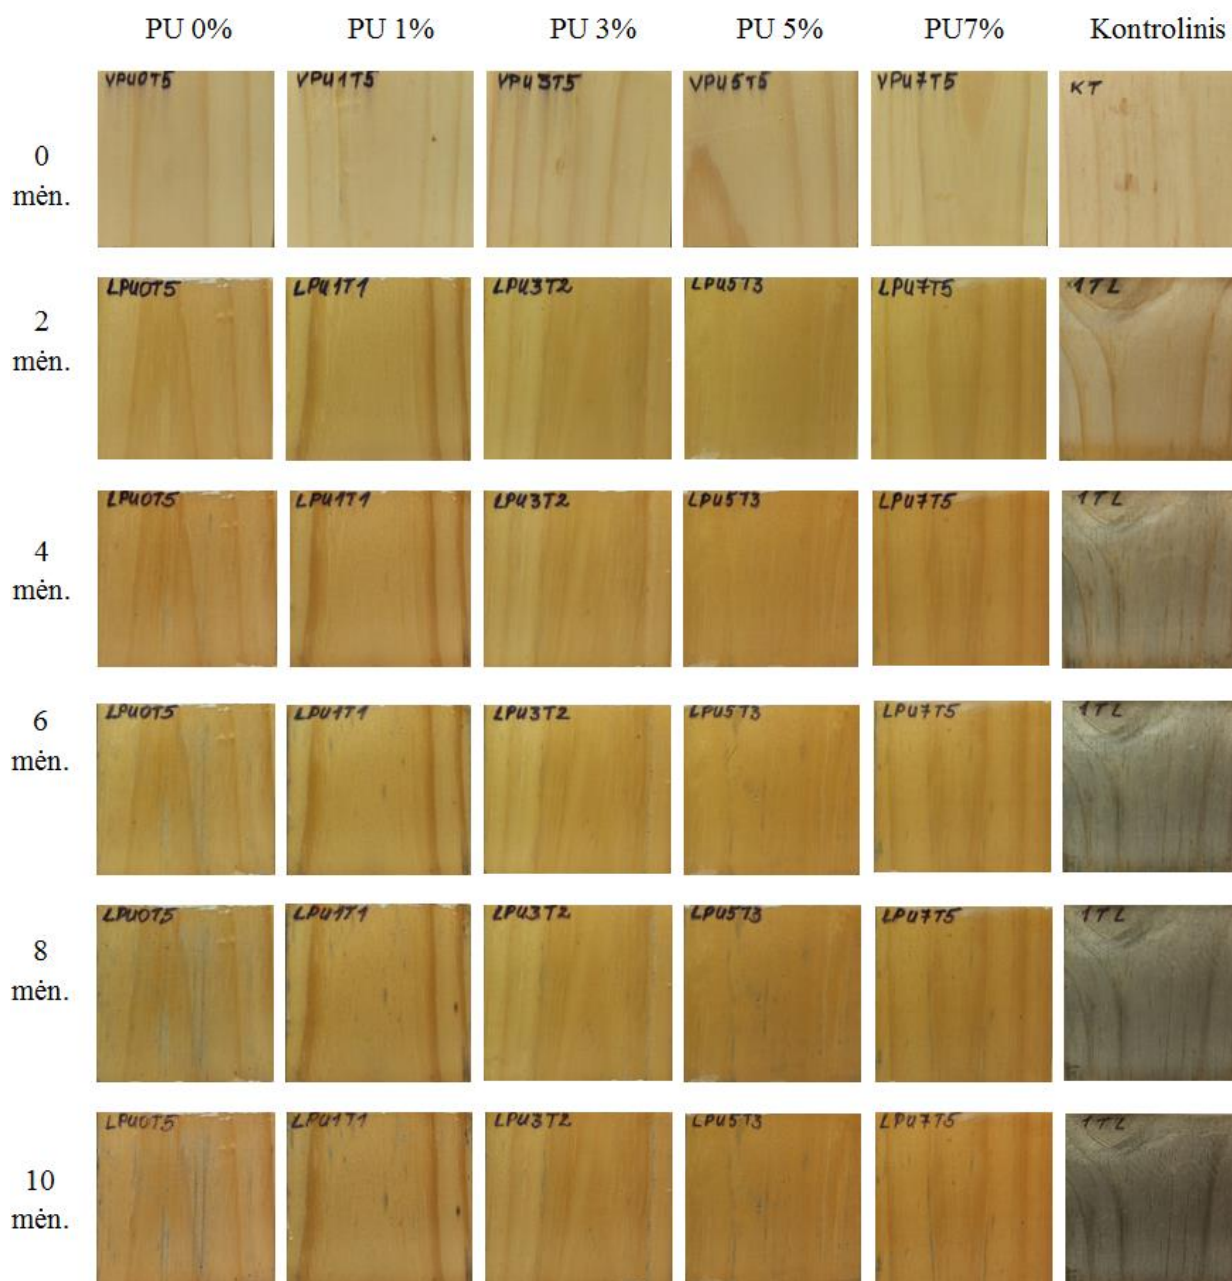 PU 0% PU 1% PU 3% PU 5% PU7% Kontrolinis
VPU0T5 VPU1T5 VPU3T5 VPU5T5 VPU7T5 KT
0
mėn.
LPU0T5 LPU1T1 LPU3T2 LPU5T3 LPU7T5 1TL
2
mėn.
LPU0T5 LPU1T1 LPU3T2 LPU5T3 LPU7T5 1TL
4
mėn.
LPU0T5 LPU1T1 LPU3T2 LPU5T3 LPU7T5 1TL
6
mėn.
LPU0T5 LPU1T1 LPU3T2 LPU5T3 LPU7T5 1TL
8
mėn.
LPU0T5 LPU1T1 LPU3T2 LPU5T3 LPU7T5 1TL
10
mėn.